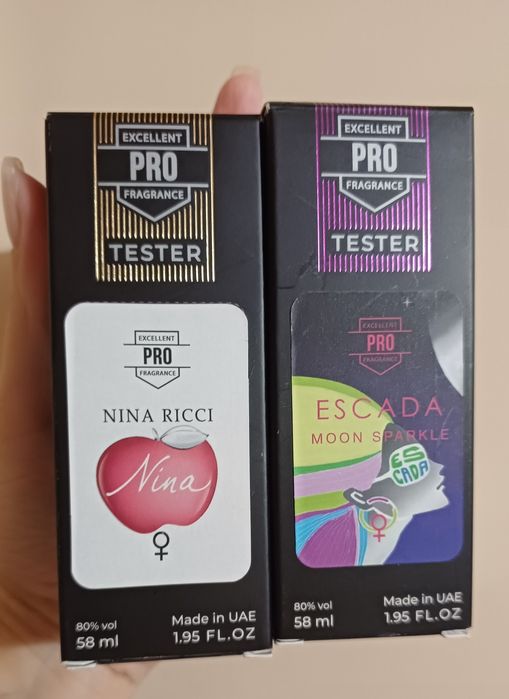 EXCELLENT
PRO
FRAGRANCE
TESTER
EXCELLENT
PRO
FRAGRANCE
NINA RICCI
Nina
80% vol
58 ml
Made in UAE
1.95 FL.OZ
EXCELLENT
PRO
FRAGRANCE
TESTER
EXCELLENT
PRO
FRAGRANCE
ESCADA
MOON SPARKLE
ES
CADA
80% vol
58 ml
Made in UAE
1.95 FL.OZ